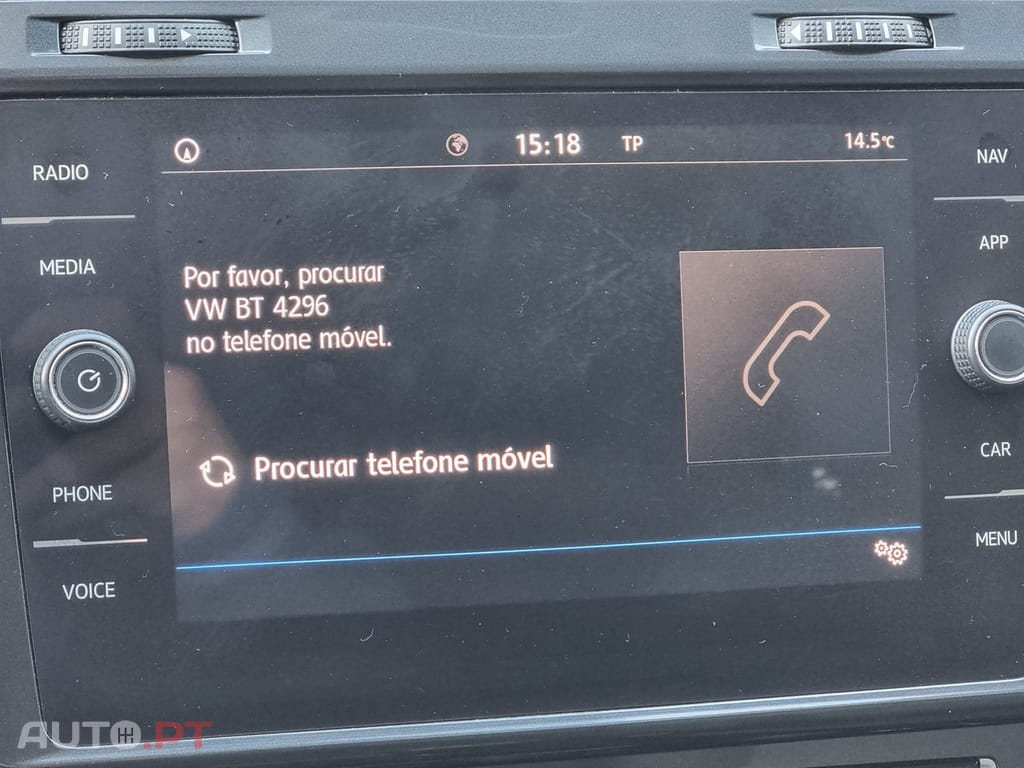 15:18 TP 14.5°C
RADIO
MEDIA
PHONE
VOICE
Por favor, procurar
VW BT 4296
no telefone móvel.
Procurar telefone móvel
NAV
APP
CAR
MENU
AUTO.PT